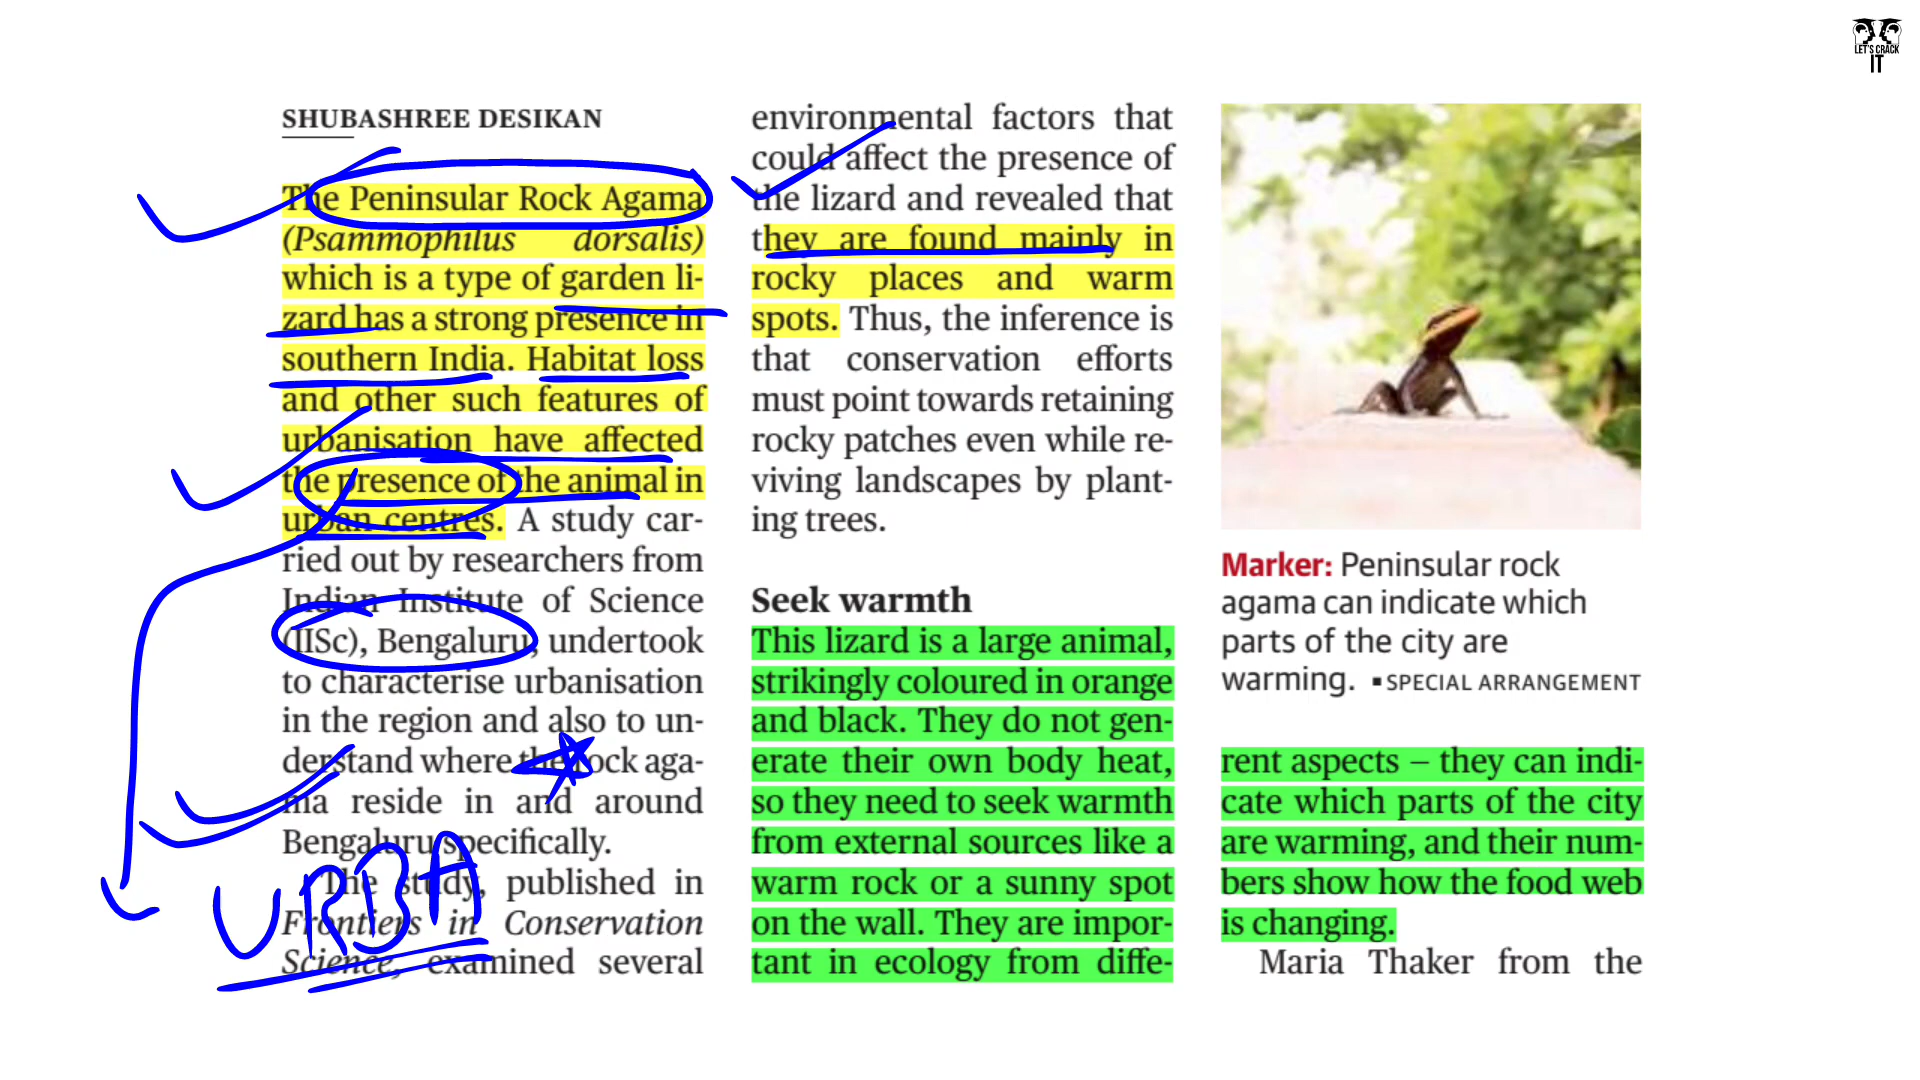 LET'S CRACK
IT
SHUBASHREE DESIKAN
The Peninsular Rock Agama
(Psammophilus dorsalis)
which is a type of garden li-
zard has a strong presence in
southern India. Habitat loss
and other such features of
urbanisation have affected
the presence of the animal in
urban centres. A study car-
ried out by researchers from
Indian Institute of Science
(IISc), Bengaluru, undertook
to characterise urbanisation
in the region and also to un-
derstand where the rock aga-
ma reside in and around
Bengaluru specifically.
The study, published in
Frontiers in Conservation
Science, examined several
URBA
environmental factors that
could affect the presence of
the lizard and revealed that
they are found mainly in
rocky places and warm
spots. Thus, the inference is
that conservation efforts
must point towards retaining
rocky patches even while re-
viving landscapes by plant-
ing trees.
Seek warmth
This lizard is a large animal,
strikingly coloured in orange
and black. They do not gen-
erate their own body heat,
so they need to seek warmth
from external sources like a
warm rock or a sunny spot
on the wall. They are impor-
tant in ecology from diffe-
Marker: Peninsular rock
agama can indicate which
parts of the city are
warming. ▪ SPECIAL ARRANGEMENT
rent aspects – they can indi-
cate which parts of the city
are warming, and their num-
bers show how the food web
is changing.
Maria Thaker from the